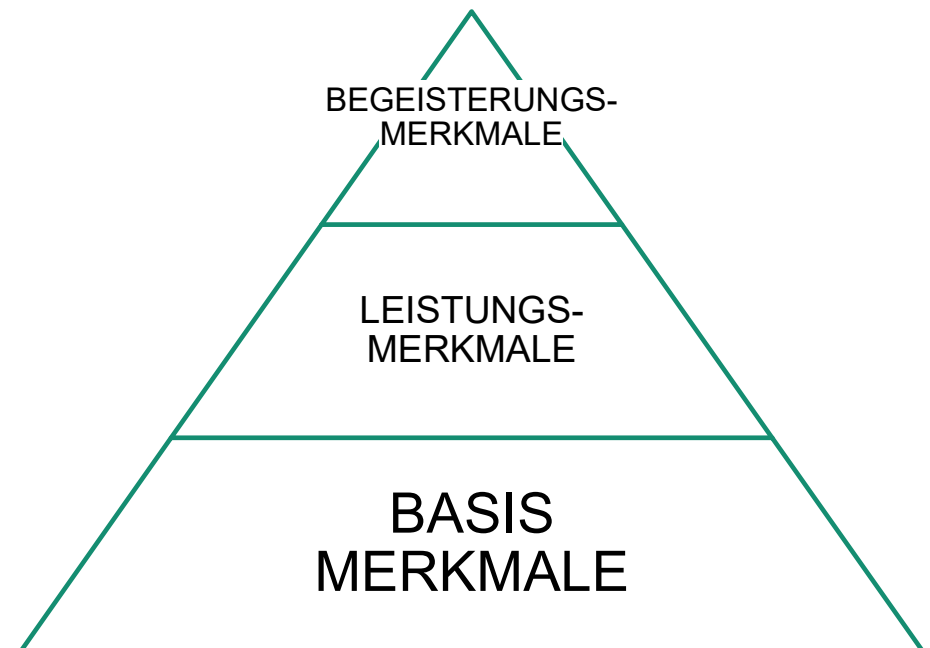 BEGEISTERUNGS-
MERKMALE
LEISTUNGS-
MERKMALE
BASIS
MERKMALE